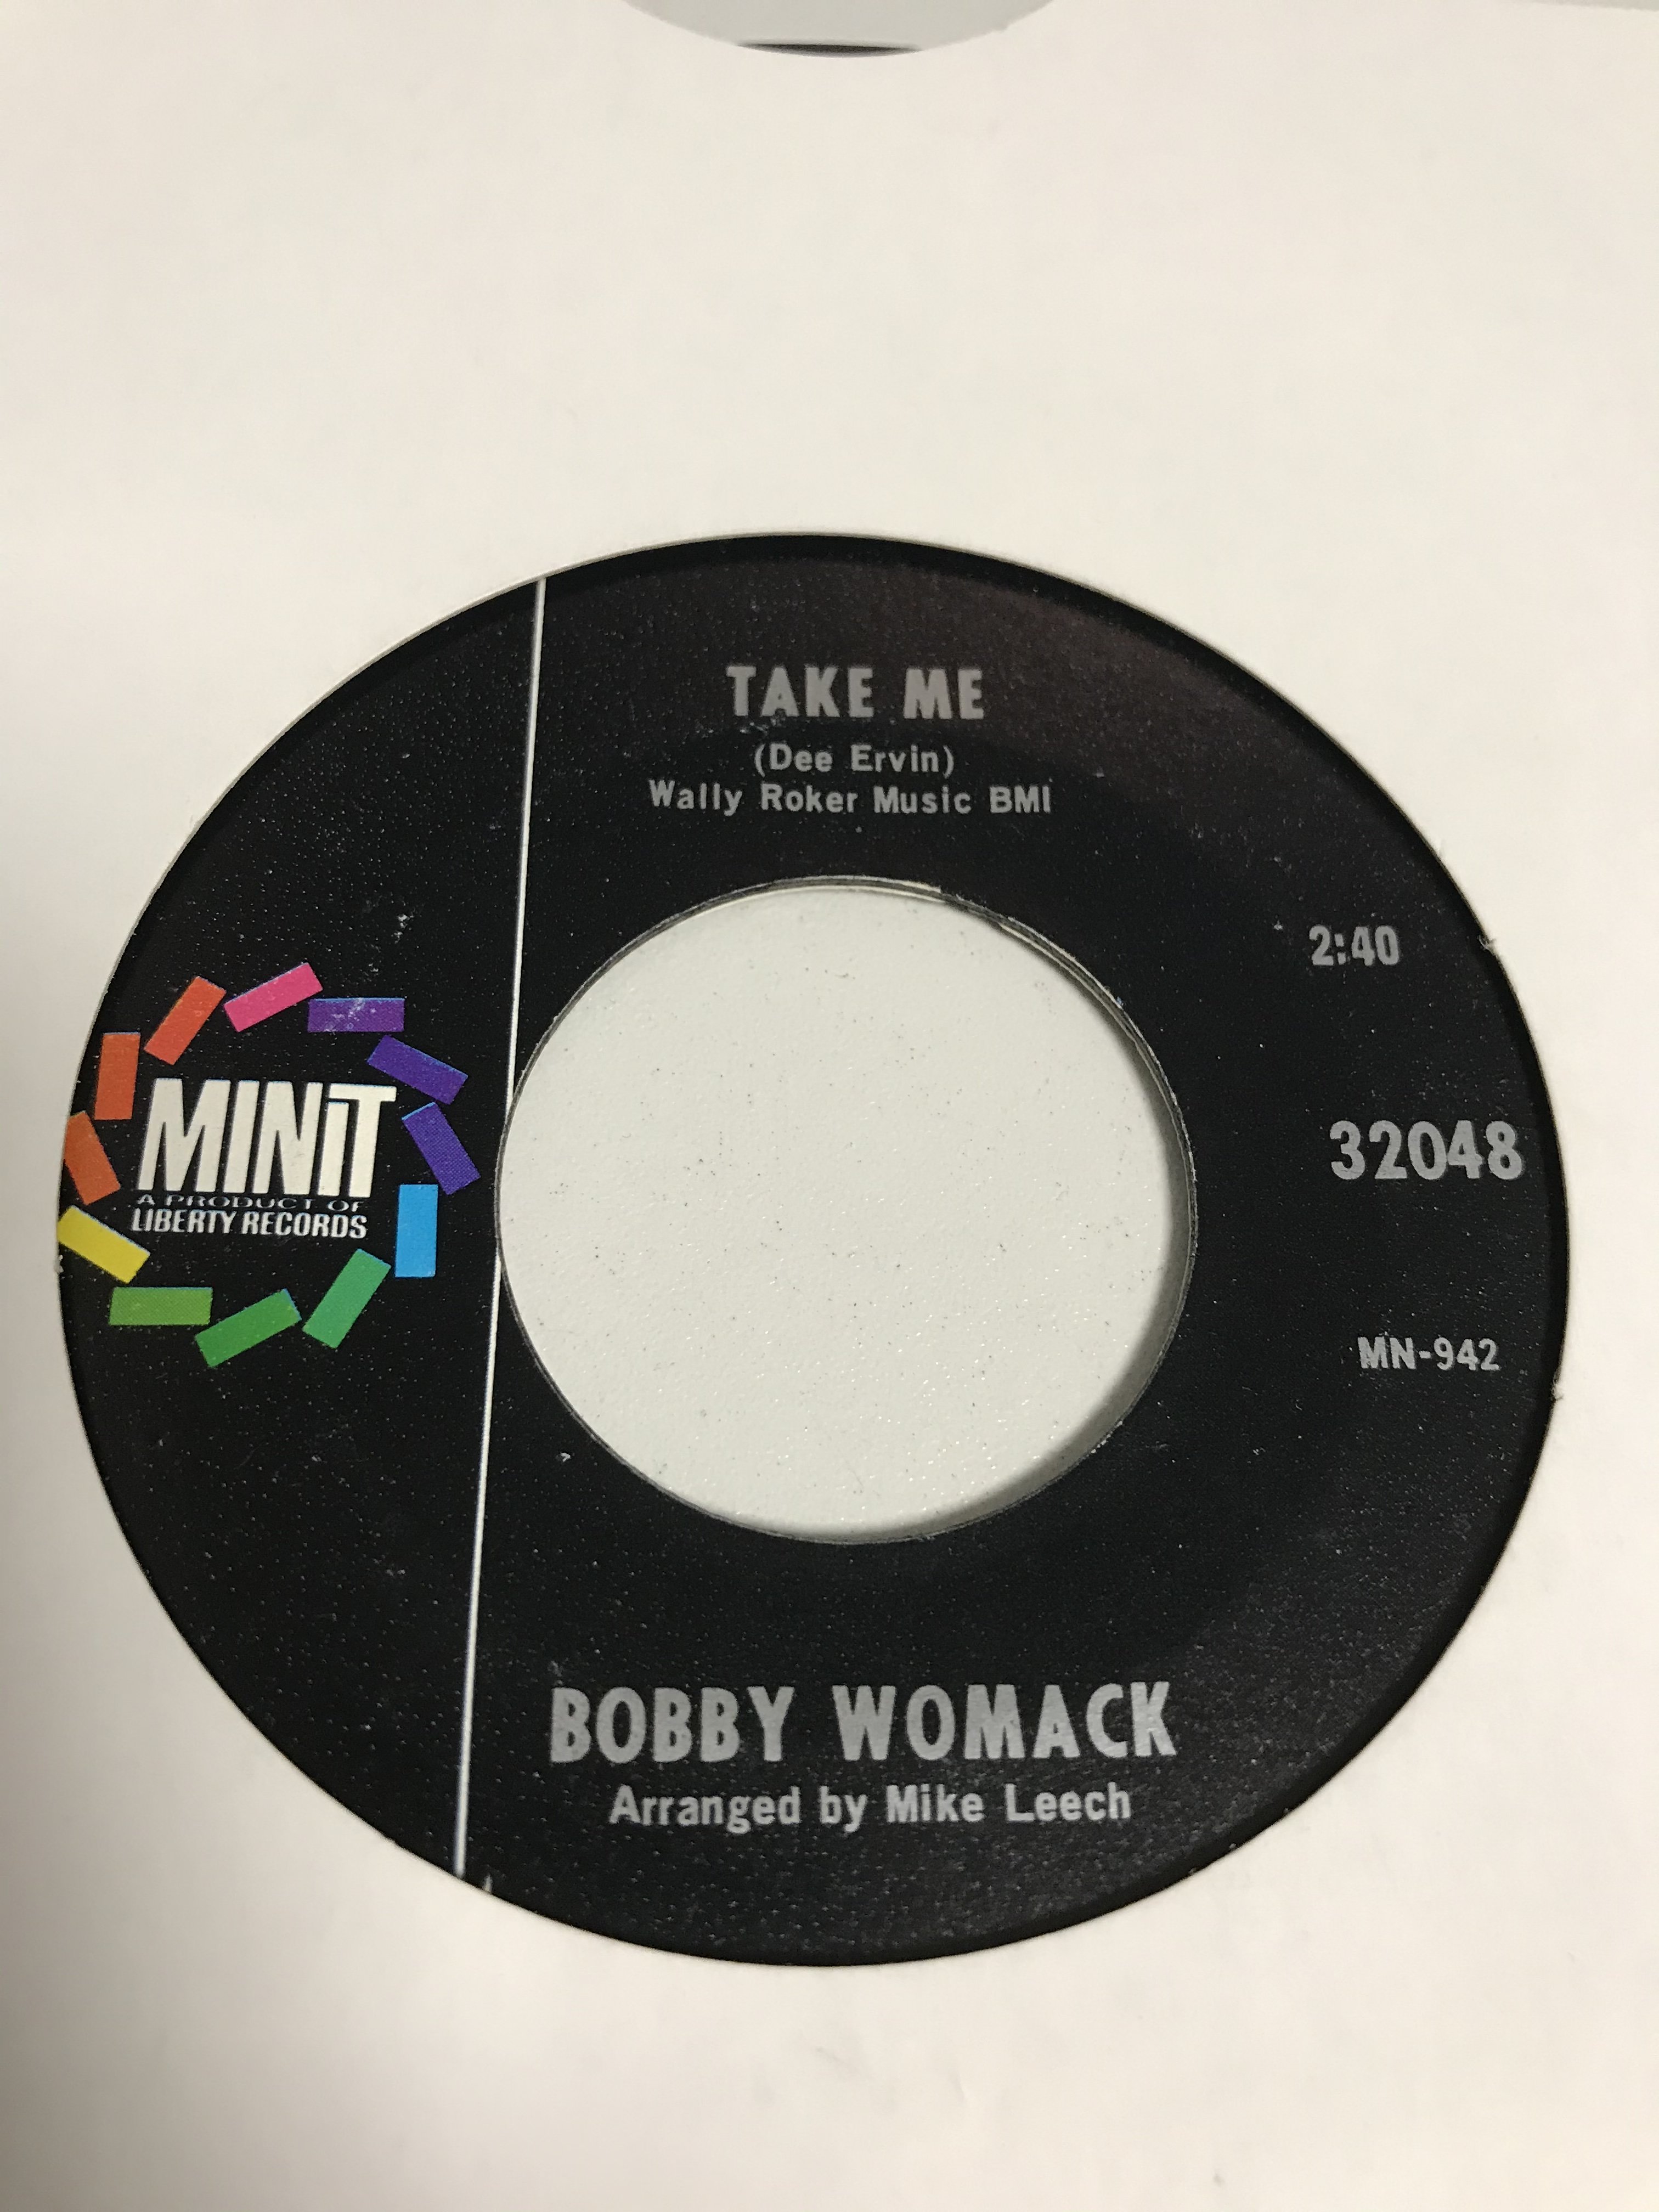 TAKE ME
(Dee Ervin)
Wally Roker Music BMI
2:40
MINiT
A PRODUCT OF
LIBERTY RECORDS
32048
MN-942
BOBBY WOMACK
Arranged by Mike Leech